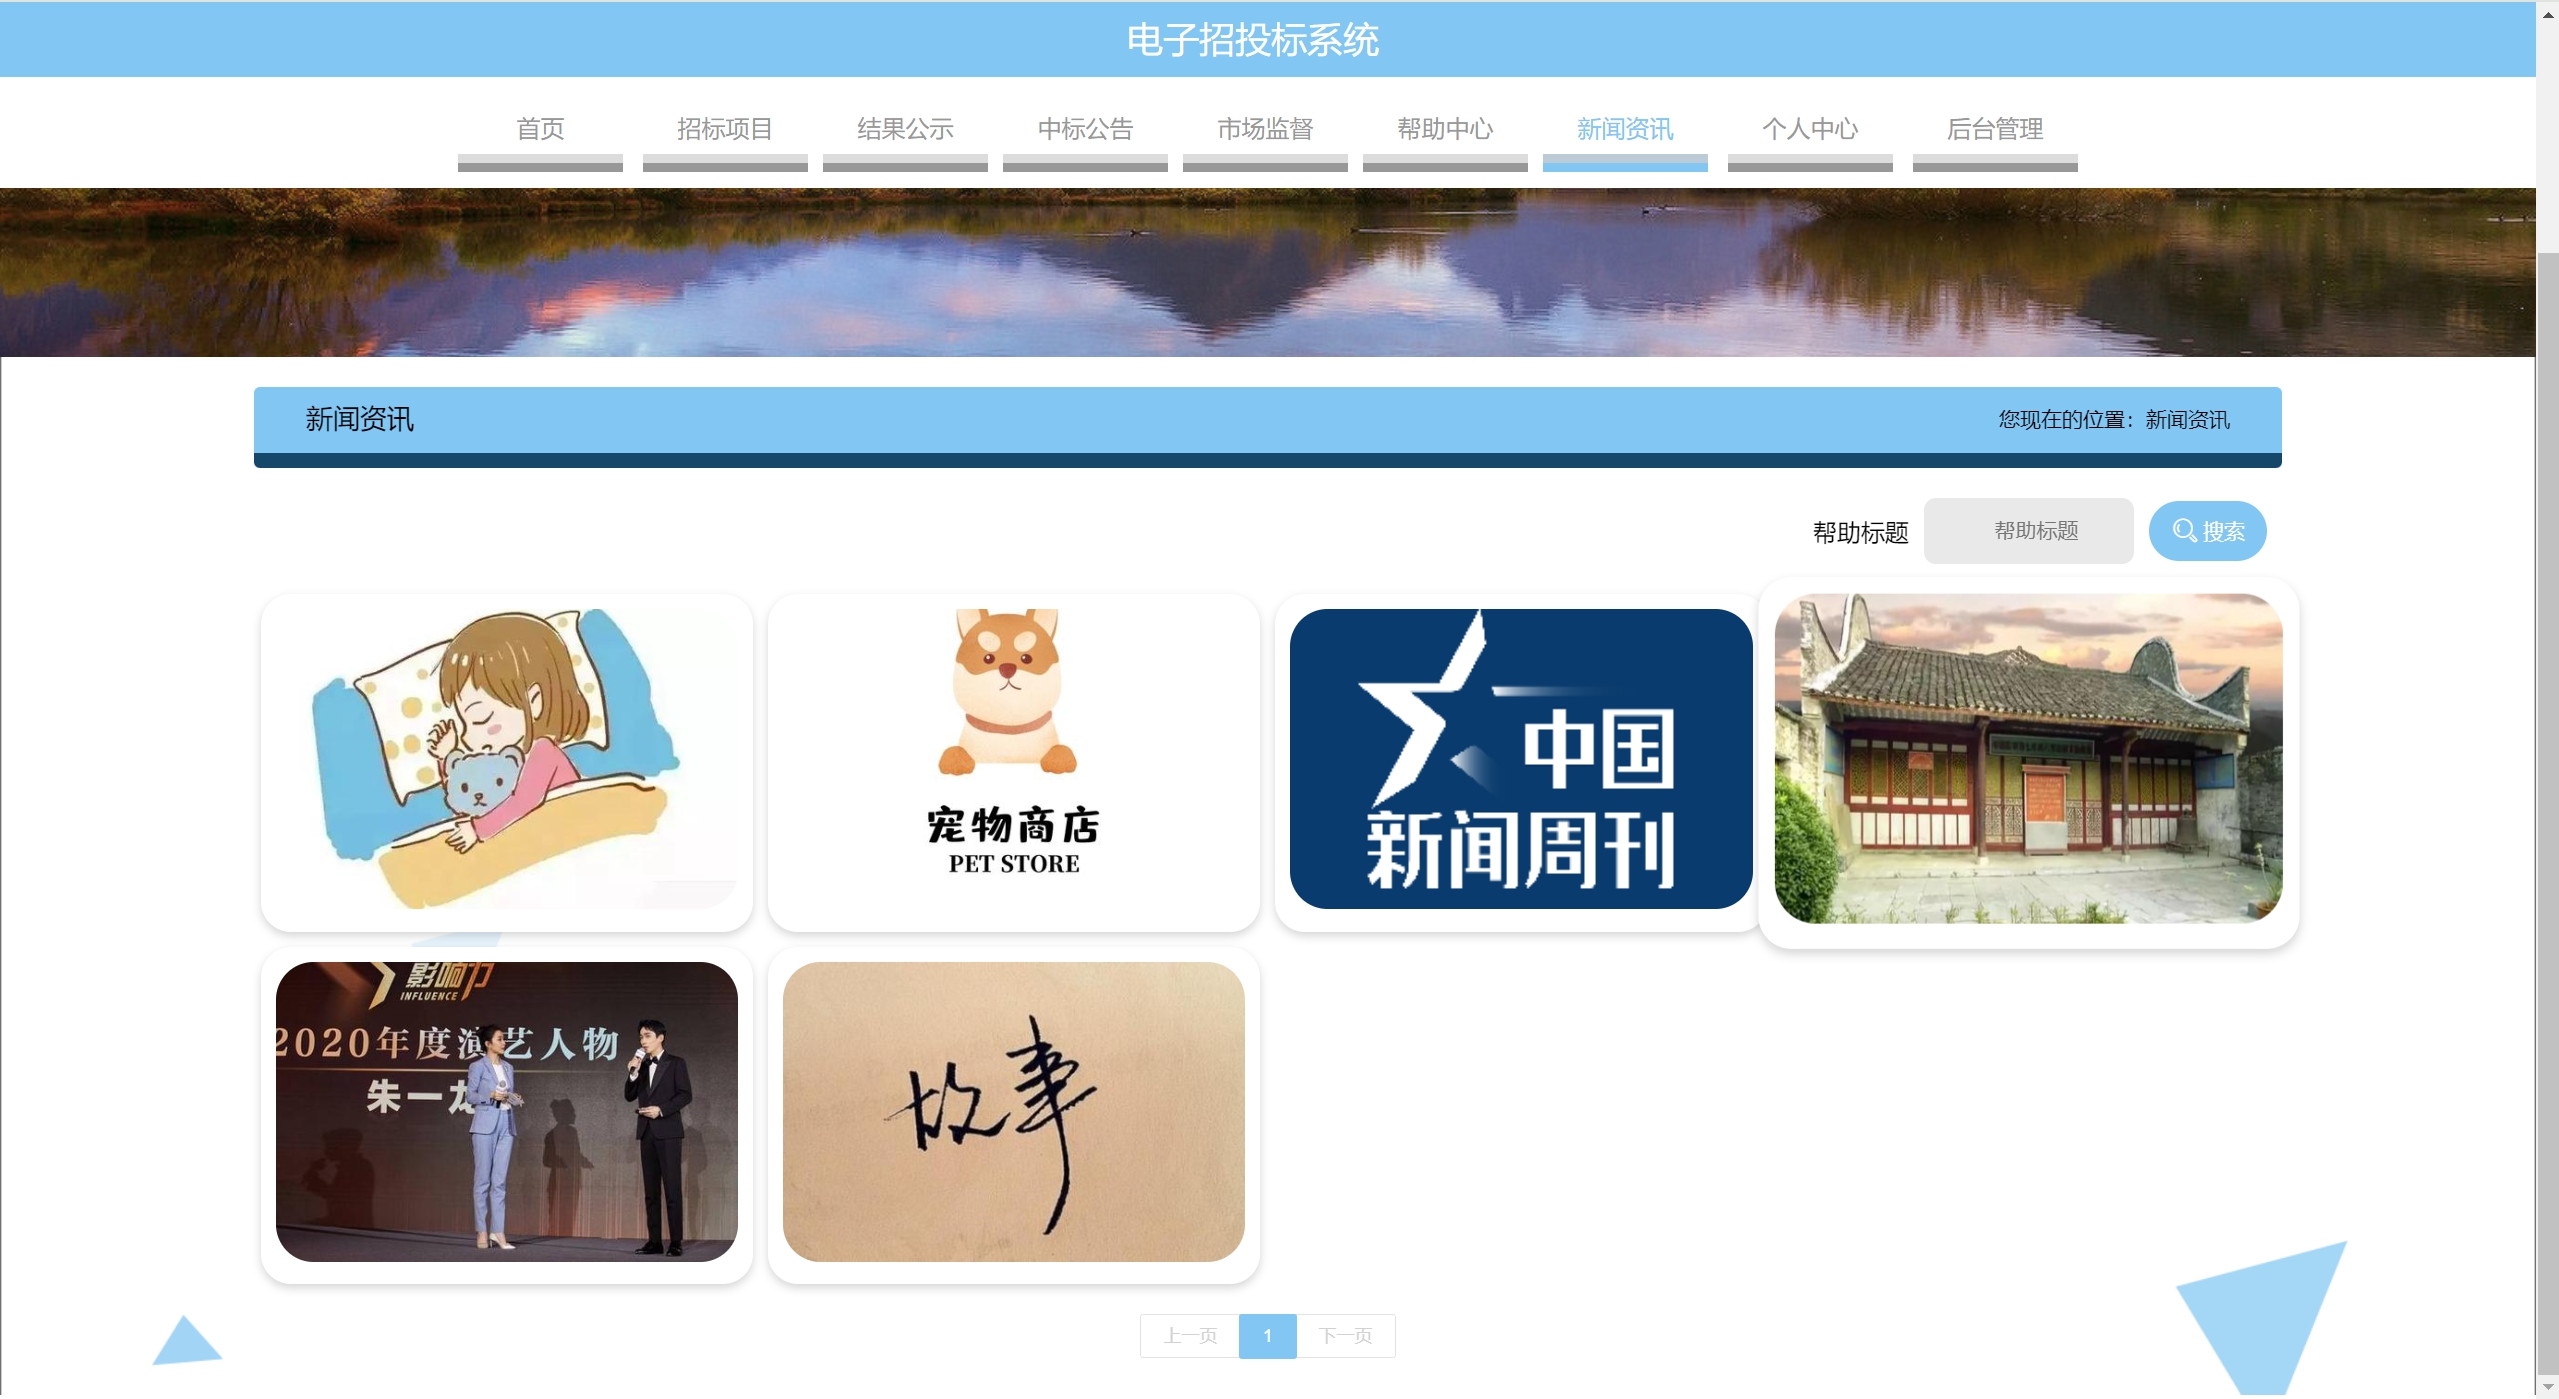 电子招投标系统
首页 招标项目 结果公示 中标公告 市场监督 帮助中心 新闻资讯 个人中心 后台管理
新闻资讯 您现在的位置：新闻资讯
帮助标题 帮助标题 搜索
宠物商店
PET STORE
中国
新闻周刊
影响力
INFLUENCE
2020年度演艺人物
朱一龙
故事
上一页 1 下一页